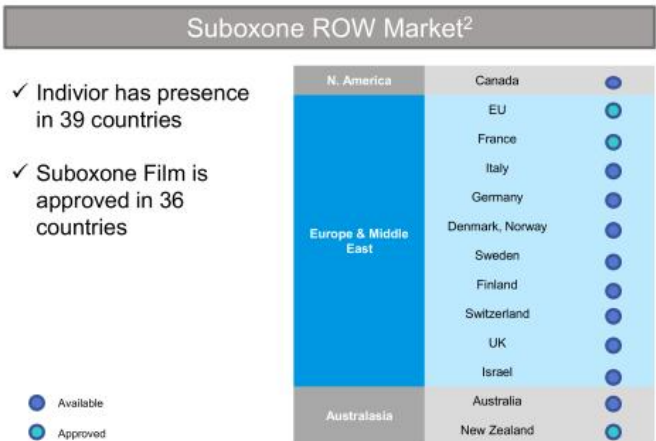 Suboxone ROW Market2
✓ Indivior has presence
in 39 countries
✓ Suboxone Film is
approved in 36
countries
N. America
Canada
Europe & Middle
East
EU
France
Italy
Germany
Denmark, Norway
Sweden
Finland
Switzerland
UK
Israel
Australasia
Australia
New Zealand
Available
Approved